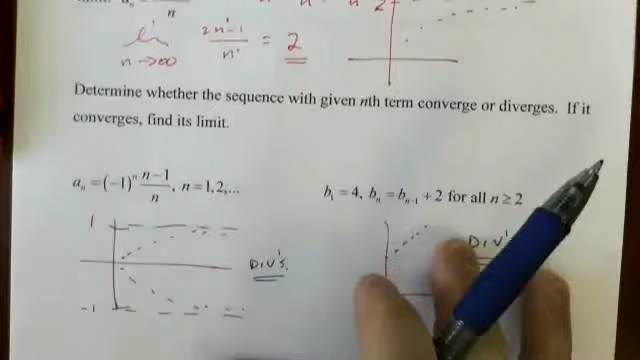 n
lim 2n'-1 = 2
n→∞ n'
2
Determine whether the sequence with given nth term converge or diverges. If it
converges, find its limit.
aₙ = (-1)ⁿ n-1/n, n = 1,2,...
b₁ = 4, bₙ = bₙ₋₁ + 2 for all n ≥ 2
1
DIV'S.
DIV'
-1